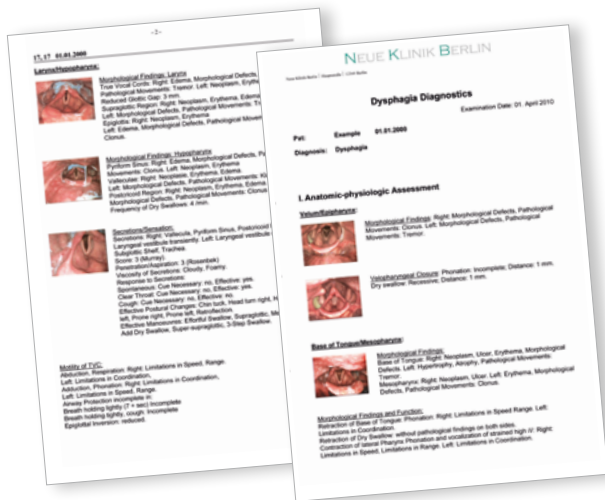 -2-
17, 17 01.01.2000
Larynx/Hypopharynx:
Morphological Findings: Larynx
True Vocal Cords: Right: Edema, Morphological Defects,
Pathological Movements: Tremor. Left: Neoplasm, Eryth
Reduced Glottic Gap: 3 mm
Supraglottic Region: Right: Neoplasm, Erythema, Edema
Left: Morphological Defects, Pathological Movements: Tr
Epiglottis: Right: Neoplasm, Erythema
Left: Edema, Morphological Defects, Pathological Movem
Clonus.
Morphological Findings: Hypopharynx
Pyriform Sinus: Right: Edema, Morphological Defects, Pa
Movements: Clonus. Left: Neoplasm, Erythema
Valleculae: Right: Neoplasm, Erythema, Edema
Left: Morphological Defects, Pathological Movements: Kl
Postcricoid Region: Right: Neoplasm, Erythema, Edema
Morphological Defects, Pathological Movements: Clonus
Frequency of Dry Swallows: 4 /min.
Secretions/Sensation:
Secretions: Right: Vallecula, Pyriform Sinus, Postcricoid
Laryngeal vestibule transiently. Left: Laryngeal vestibule
Subglottic Shelf, Trachea.
Score: 3 (Murray).
Penetration/Aspiration: 3 (Rosenbek)
Viscosity of Secretions: Cloudy, Foamy.
Response to Secretions:
Spontaneous: Cue Necessary: no, Effective: yes.
Clear Throat: Cue Necessary: no, Effective: yes.
Cough: Cue Necessary: no, Effective: no.
Effective Postural Changes: Chin tuck, Head turn right, H
left, Prone right, Prone left, Retroflection.
Effective Manoeuvres: Effortful Swallow, Supraglottic, Me
Add Dry Swallow, Super-supraglottic, 3-Step Swallow.
Motility of TVC:
Abduction, Respiration: Right: Limitations in Speed, Range.
Left: Limitations in Coordination,
Adduction, Phonation: Right: Limitations in Coordination,
Left: Limitations in Speed, Range.
Airway Protection incomplete in:
Breath holding lightly (7 = sec) Incomplete
Breath holding lightly, cough: Incomplete
Epiglottal Inversion: reduced.
NEUE KLINIK BERLIN
Dysphagia Diagnostics
Examination Date: 01. April 2010
Pat: Example 01.01.2000
Diagnosis: Dysphagia
I. Anatomic-physiologic Assessment
Velum/Epipharynx:
Morphological Findings: Right: Morphological Defects, Pathological
Movements: Clonus. Left: Morphological Defects, Pathological
Movements: Tremor.
Velopharyngeal Closure: Phonation: Incomplete; Distance: 1 mm.
Dry swallow: Recessive; Distance: 1 mm.
Base of Tongue/Mesopharynx:
Morphological Findings:
Base of Tongue: Right: Neoplasm, Ulcer, Erythema, Morphological
Defects. Left: Hypertrophy, Atrophy, Pathological Movements:
Tremor.
Mesopharynx: Right: Neoplasm, Ulcer. Left: Erythema, Morphological
Defects, Pathological Movements: Clonus.
Morphological Findings and Function:
Retraction of Base of Tongue: Phonation: Right: Limitations in Speed Range. Left:
Limitations in Coordination.
Retraction of Dry Swallow: without pathological findings on both sides.
Contraction of lateral Pharynx Phonation and vocalization of strained high /i/: Right:
Limitations in Speed, Limitations in Range. Left: Limitations in Coordination.